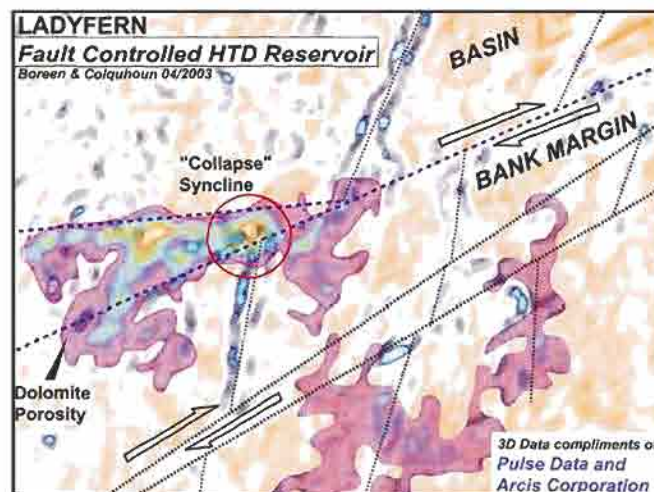 LADYFERN
Fault Controlled HTD Reservoir
Boreen & Colquhoun 04/2003
BASIN
BANK MARGIN
"Collapse"
Syncline
Dolomite
Porosity
3D Data compliments o
Pulse Data and
Arcis Corporation